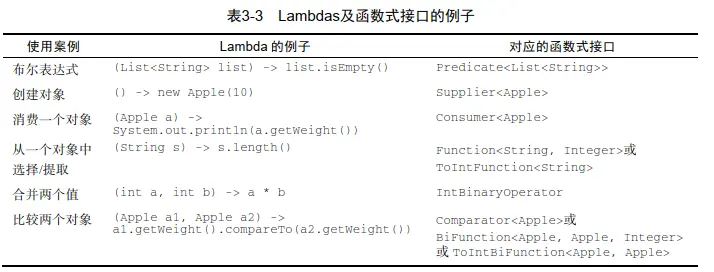 表3-3 Lambdas及函数式接口的例子
使用案例 Lambda 的例子 对应的函数式接口
布尔表达式 (List<String> list) -> list.isEmpty() Predicate<List<String>>
创建对象 () -> new Apple(10) Supplier<Apple>
消费一个对象 (Apple a) -> Consumer<Apple>
System.out.println(a.getWeight())
从一个对象中 (String s) -> s.length() Function<String, Integer>或
选择/提取 ToIntFunction<String>
合并两个值 (int a, int b) -> a * b IntBinaryOperator
比较两个对象 (Apple a1, Apple a2) -> Comparator<Apple>或
a1.getWeight().compareTo(a2.getWeight()) BiFunction<Apple, Apple, Integer>
或 ToIntBiFunction<Apple, Apple>